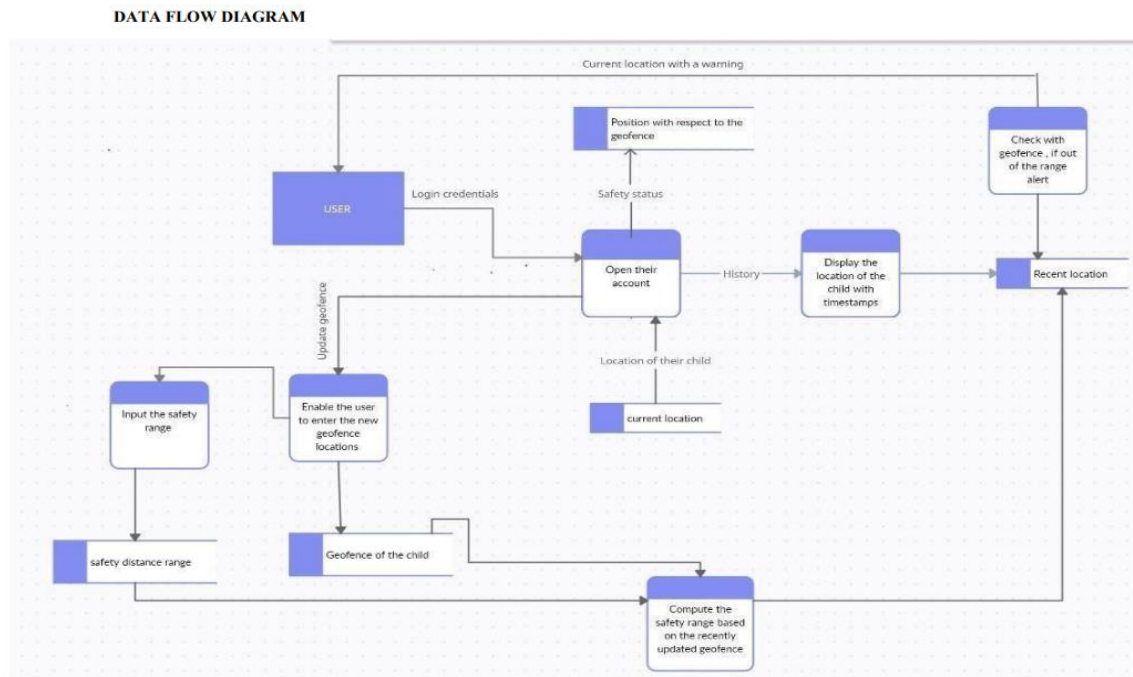 DATA FLOW DIAGRAM
Current location with a warning
Position with respect to the
geofence
Check with
geofence , if out
of the range
alert
USER
Login credentials
Safety status
Open their
account
History
Display the
location of the
child with
timestamps
Recent location
Update geofence
Location of their child
Input the safety
range
Enable the user
to enter the new
geofence
locations
current location
safety distance range
Geofence of the child
Compute the
safety range based
on the recently
updated geofence